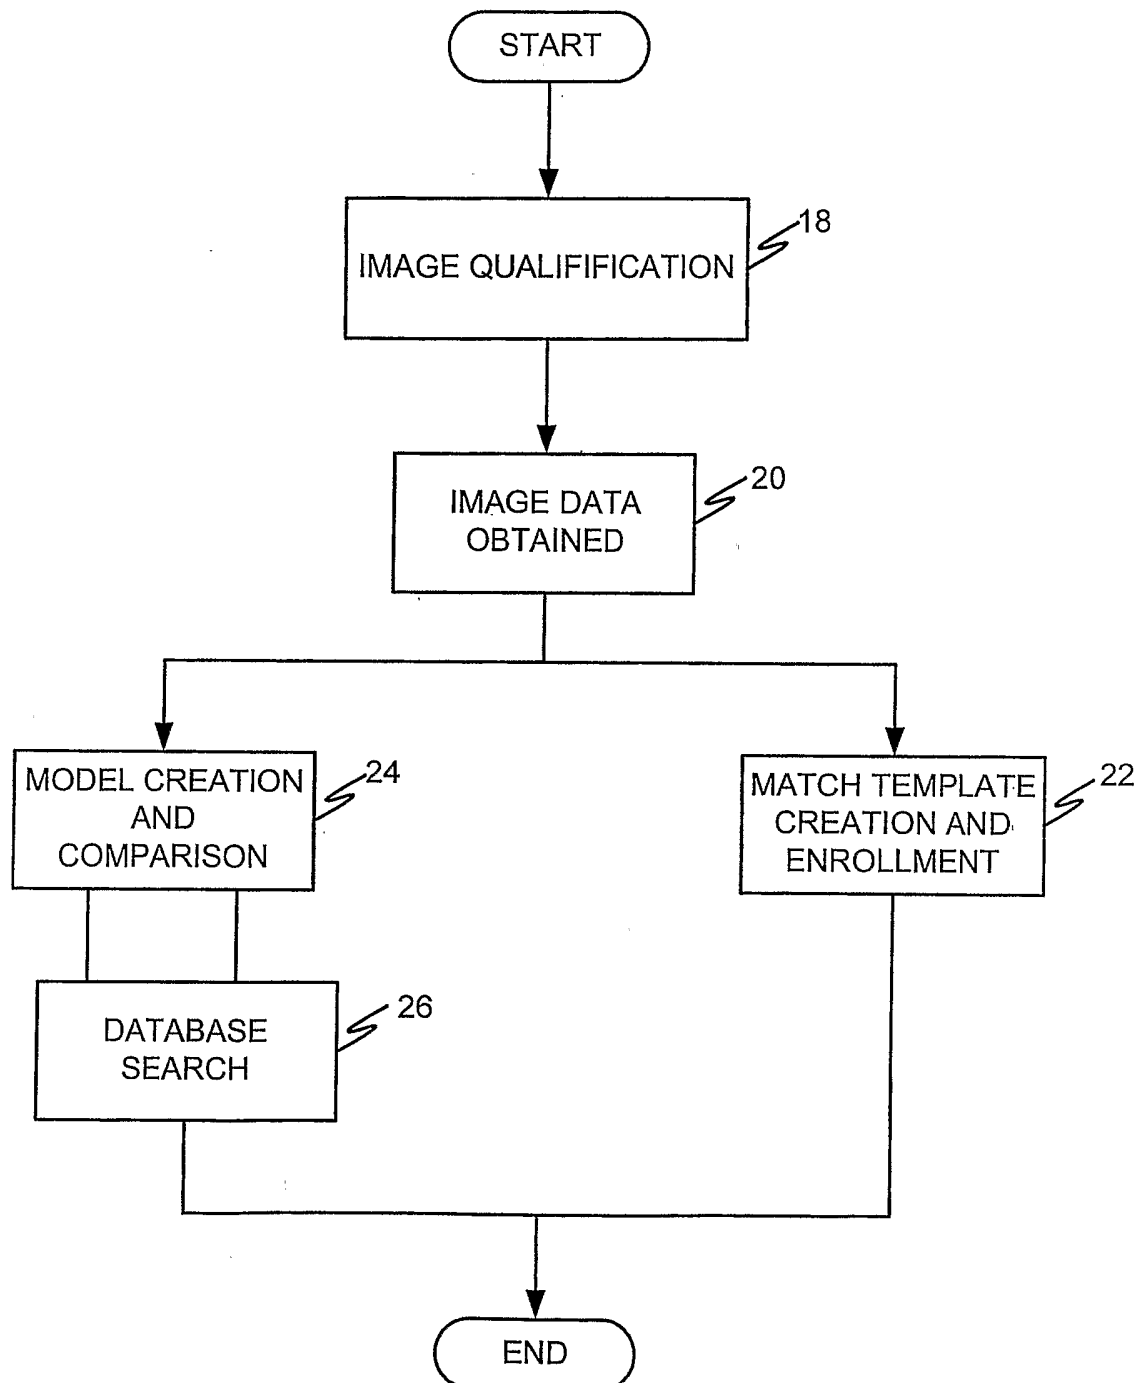 START
IMAGE QUALIFIFICATION
18
IMAGE DATA
OBTAINED
20
MODEL CREATION
AND
COMPARISON
24
MATCH TEMPLATE
CREATION AND
ENROLLMENT
22
DATABASE
SEARCH
26
END